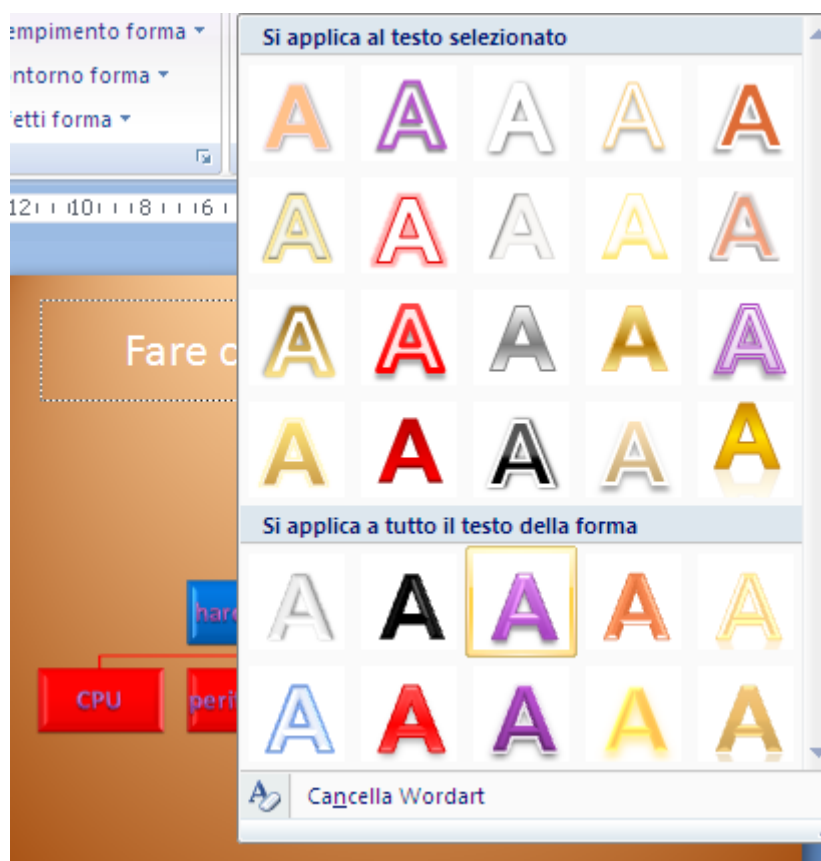 empimento forma
ntorno forma
fetti forma
12 10 8 6
Fare c
hard
CPU
peri
Si applica al testo selezionato
A A A A A
A A A A A
A A A A A
A A A A A
Si applica a tutto il testo della forma
A A A A A
A A A A A
Cancella Wordart